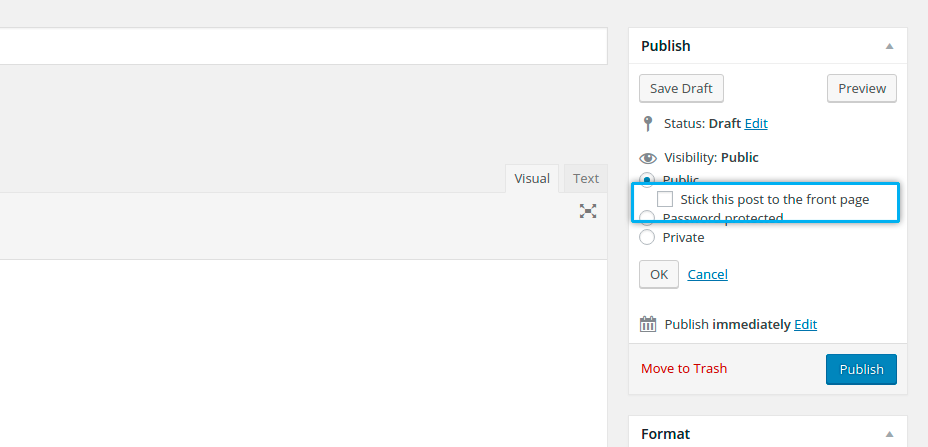 Publish
Save Draft Preview
Status: Draft Edit
Visibility: Public
Visual Text
Public
Stick this post to the front page
Password protected
Private
OK Cancel
Publish immediately Edit
Move to Trash Publish
Format